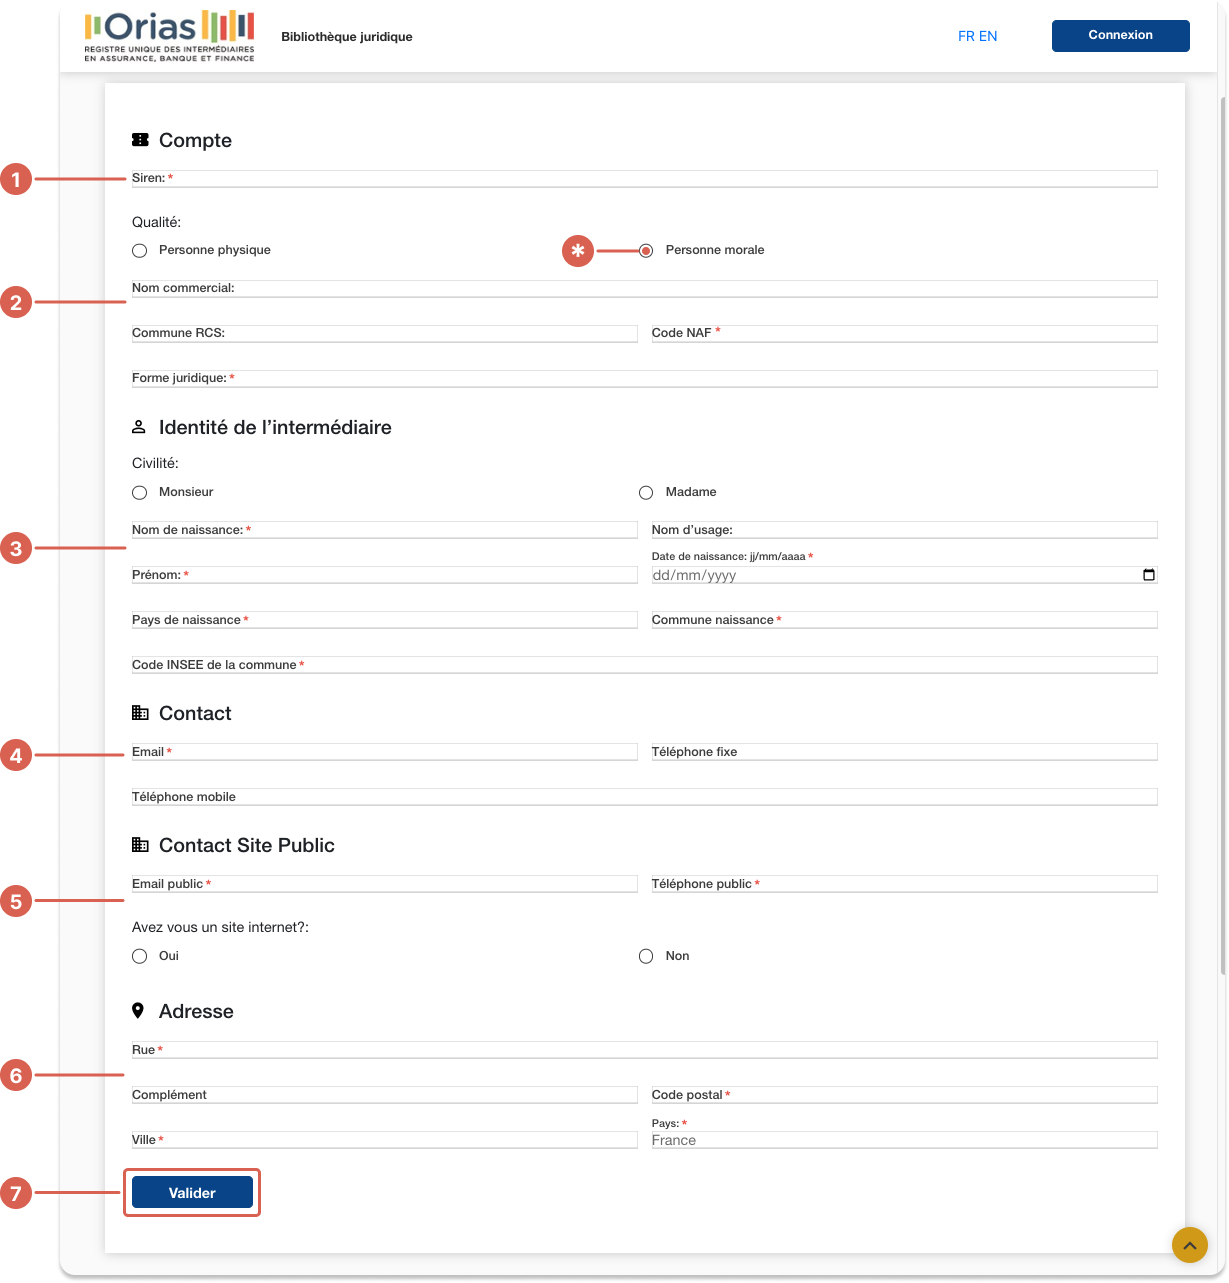 Orias
REGISTRE UNIQUE DES INTERMÉDIAIRES
EN ASSURANCE, BANQUE ET FINANCE
Bibliothèque juridique
FR EN
Connexion
Compte
1
Siren: *
Qualité:
Personne physique
*
Personne morale
Nom commercial:
2
Commune RCS:
Code NAF *
Forme juridique: *
Identité de l’intermédiaire
Civilité:
Monsieur
Madame
Nom de naissance: *
Nom d’usage:
3
Date de naissance: jj/mm/aaaa *
Prénom: *
dd/mm/yyyy
Pays de naissance *
Commune naissance *
Code INSEE de la commune *
Contact
4
Email *
Téléphone fixe
Téléphone mobile
Contact Site Public
Email public *
Téléphone public *
5
Avez vous un site internet?:
Oui
Non
Adresse
Rue *
6
Complément
Code postal *
Pays: *
Ville *
France
7
Valider